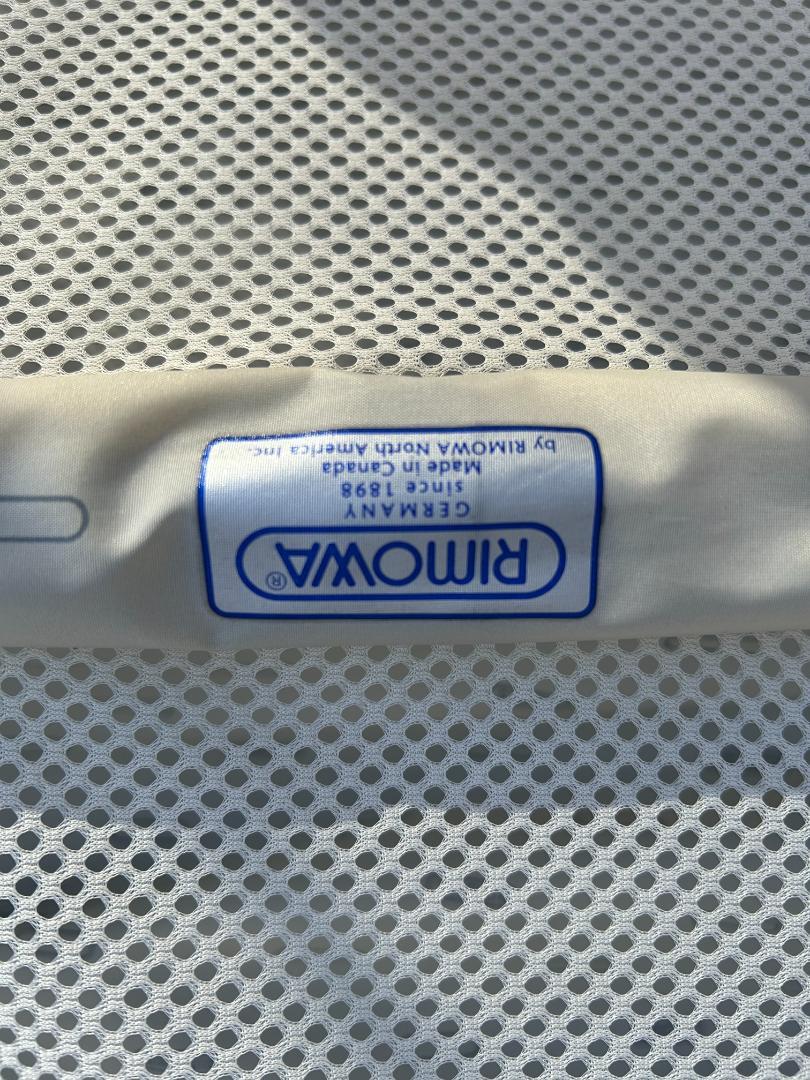 RIMOWA®
GERMANY
since 1898
Made in Canada
by RIMOWA North America Inc.